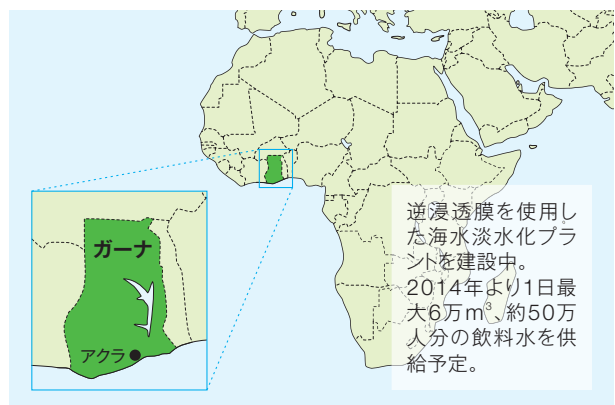 ガーナ
アクラ
逆浸透膜を使用し
た海水淡水化プラ
ントを建設中。
2014年より1日最
大6万m³、約50万
人分の飲料水を供
給予定。